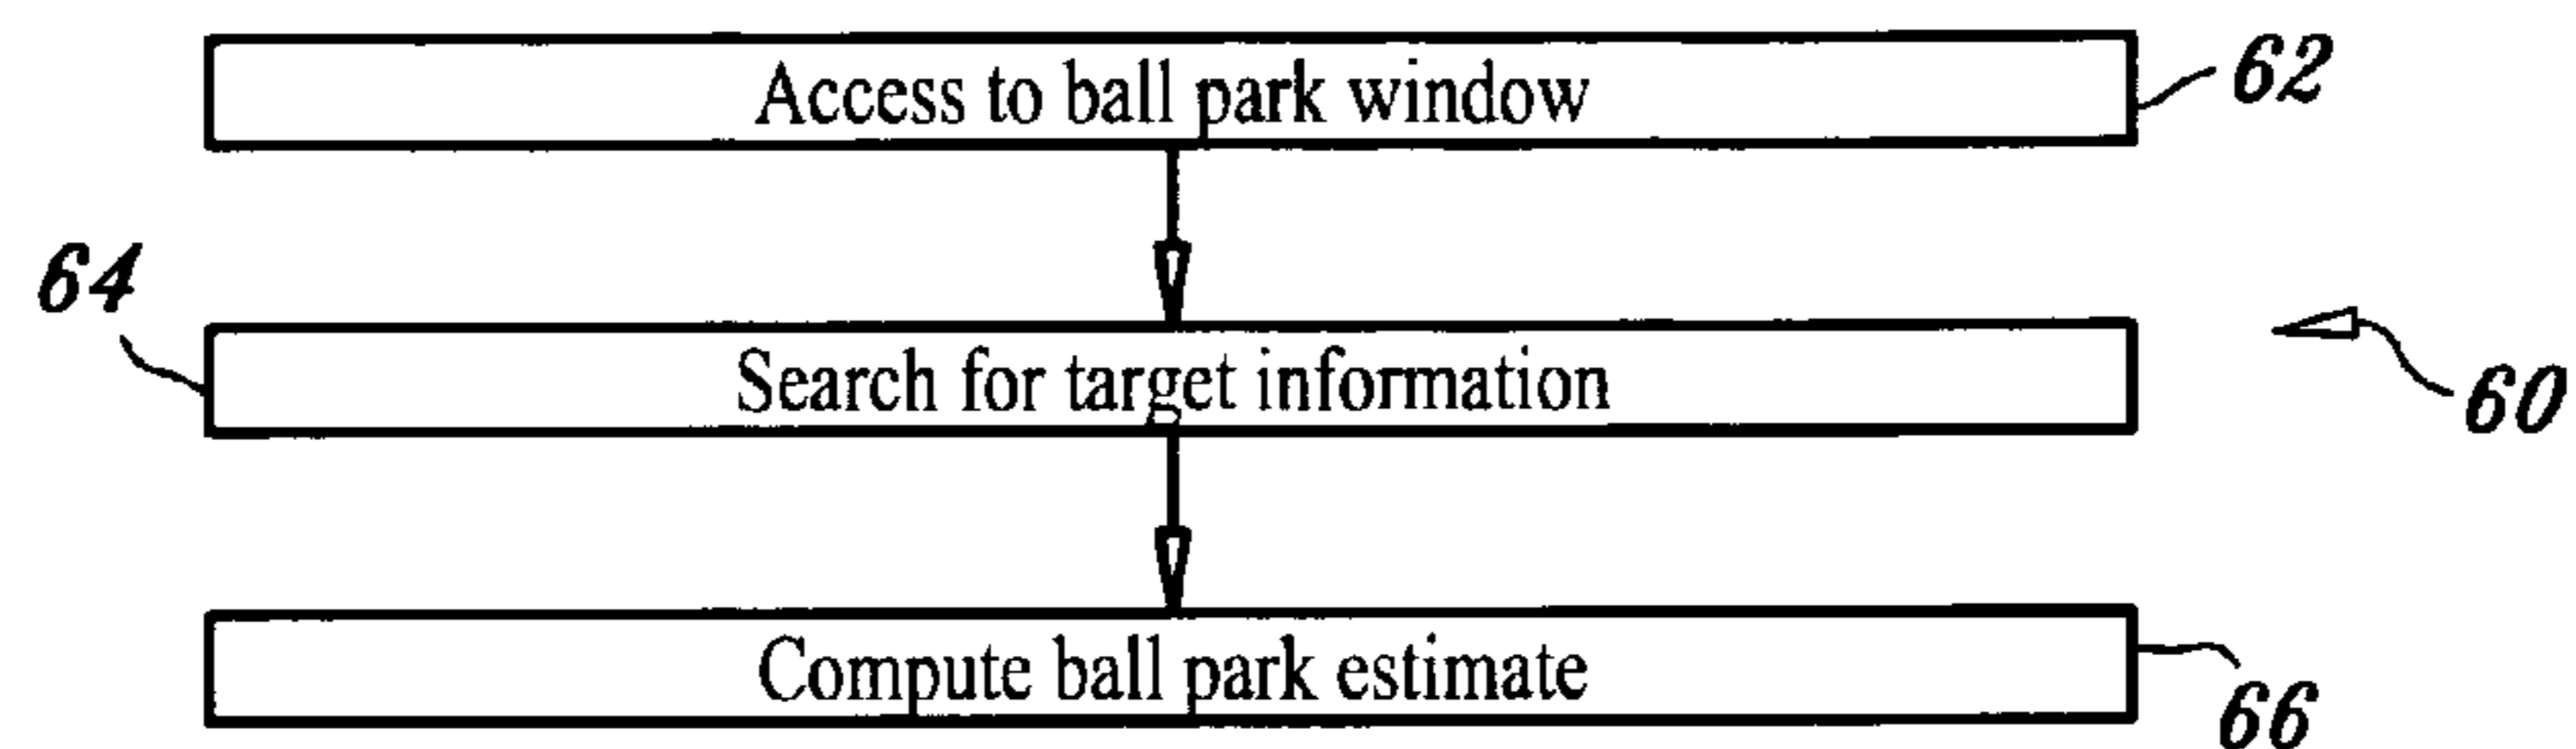 Access to ball park window
62
64
Search for target information
60
Compute ball park estimate
66